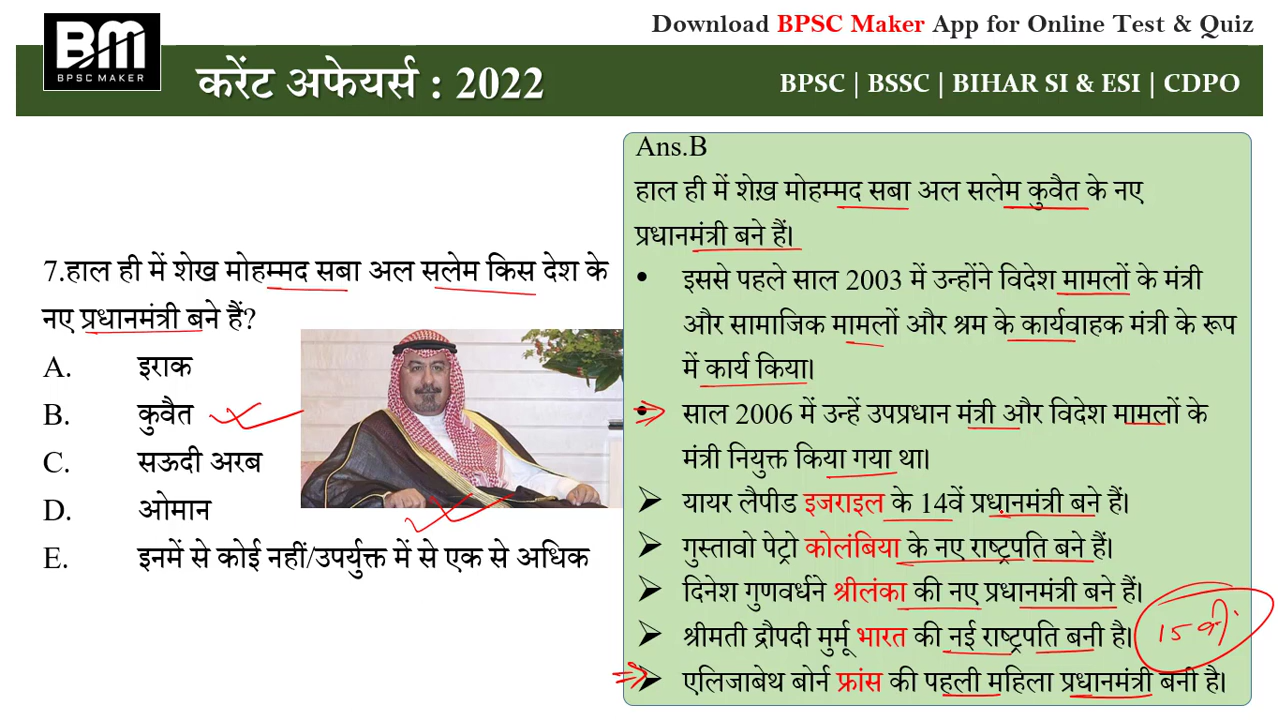 Download BPSC Maker App for Online Test & Quiz
BM
BPSC MAKER
करेंट अफेयर्स : 2022
BPSC | BSSC | BIHAR SI & ESI | CDPO
7.हाल ही में शेख मोहम्मद सबा अल सलेम किस देश के
नए प्रधानमंत्री बने हैं?
A. इराक
B. कुवैत
C. सऊदी अरब
D. ओमान
E. इनमें से कोई नहीं/उपर्युक्त में से एक से अधिक
Ans.B
हाल ही में शेख़ मोहम्मद सबा अल सलेम कुवैत के नए
प्रधानमंत्री बने हैं।
• इससे पहले साल 2003 में उन्होंने विदेश मामलों के मंत्री
और सामाजिक मामलों और श्रम के कार्यवाहक मंत्री के रूप
में कार्य किया।
• साल 2006 में उन्हें उपप्रधान मंत्री और विदेश मामलों के
मंत्री नियुक्त किया गया था।
➢ यायर लैपीड इजराइल के 14वें प्रधानमंत्री बने हैं।
➢ गुस्तावो पेट्रो कोलंबिया के नए राष्ट्रपति बने हैं।
➢ दिनेश गुणवर्धने श्रीलंका की नए प्रधानमंत्री बने हैं।
➢ श्रीमती द्रौपदी मुर्मू भारत की नई राष्ट्रपति बनी है।
15वीं
➢ एलिजाबेथ बोर्न फ्रांस की पहली महिला प्रधानमंत्री बनी है।